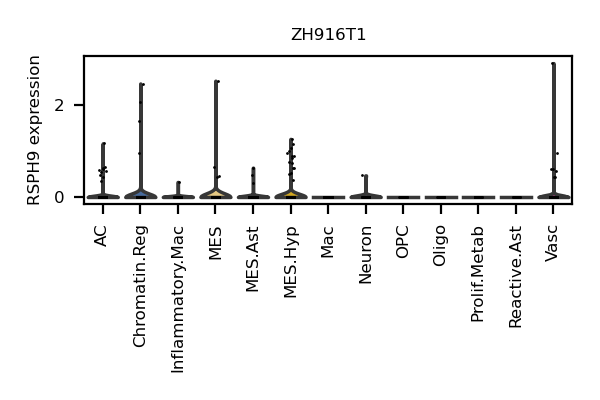 ZH916T1
RSPH9 expression
2
0
AC
Chromatin.Reg
Inflammatory.Mac
MES
MES.Ast
MES.Hyp
Mac
Neuron
OPC
Oligo
Prolif.Metab
Reactive.Ast
Vasc